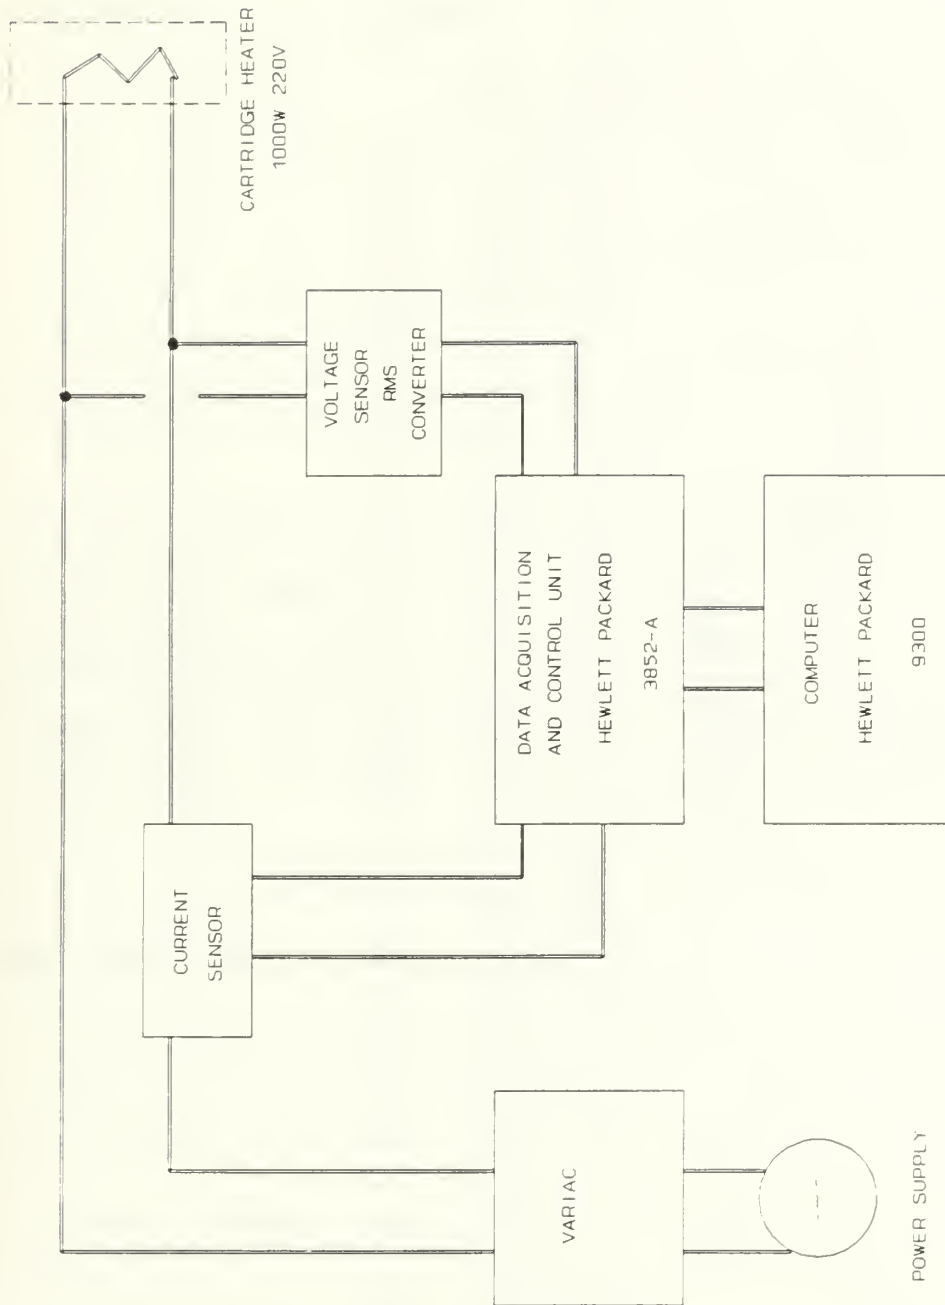 CARTRIDGE HEATER
1000W 220V
VOLTAGE
SENSOR
RMS
CONVERTER
CURRENT
SENSOR
DATA ACQUISITION
AND CONTROL UNIT
HEWLETT PACKARD
3852-A
COMPUTER
HEWLETT PACKARD
9300
VARIAC
POWER SUPPLY